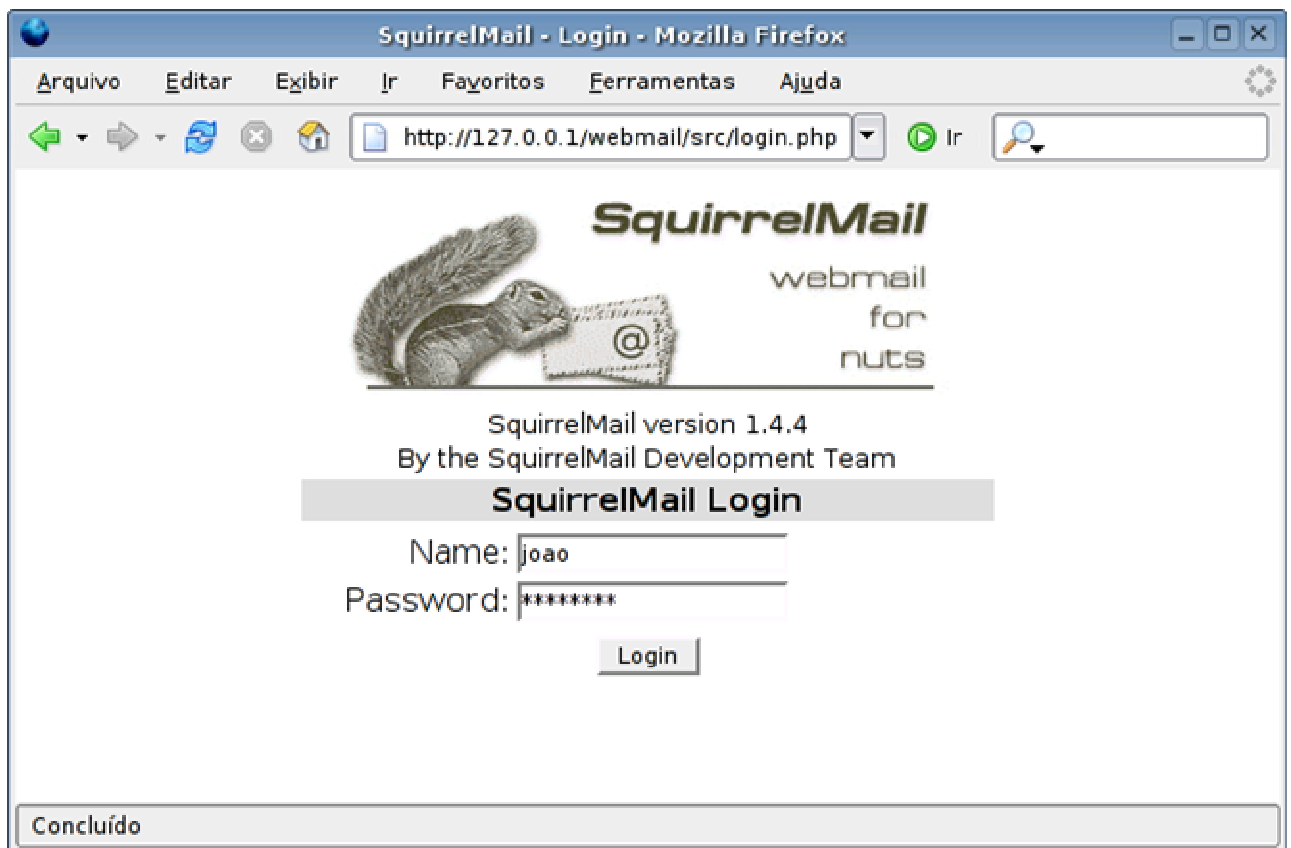 SquirrelMail - Login - Mozilla Firefox
Arquivo Editar Exibir Ir Favoritos Ferramentas Ajuda
http://127.0.0.1/webmail/src/login.php Ir
SquirrelMail
webmail
for
nuts
@
SquirrelMail version 1.4.4
By the SquirrelMail Development Team
SquirrelMail Login
Name: joao
Password: ********
Login
Concluído